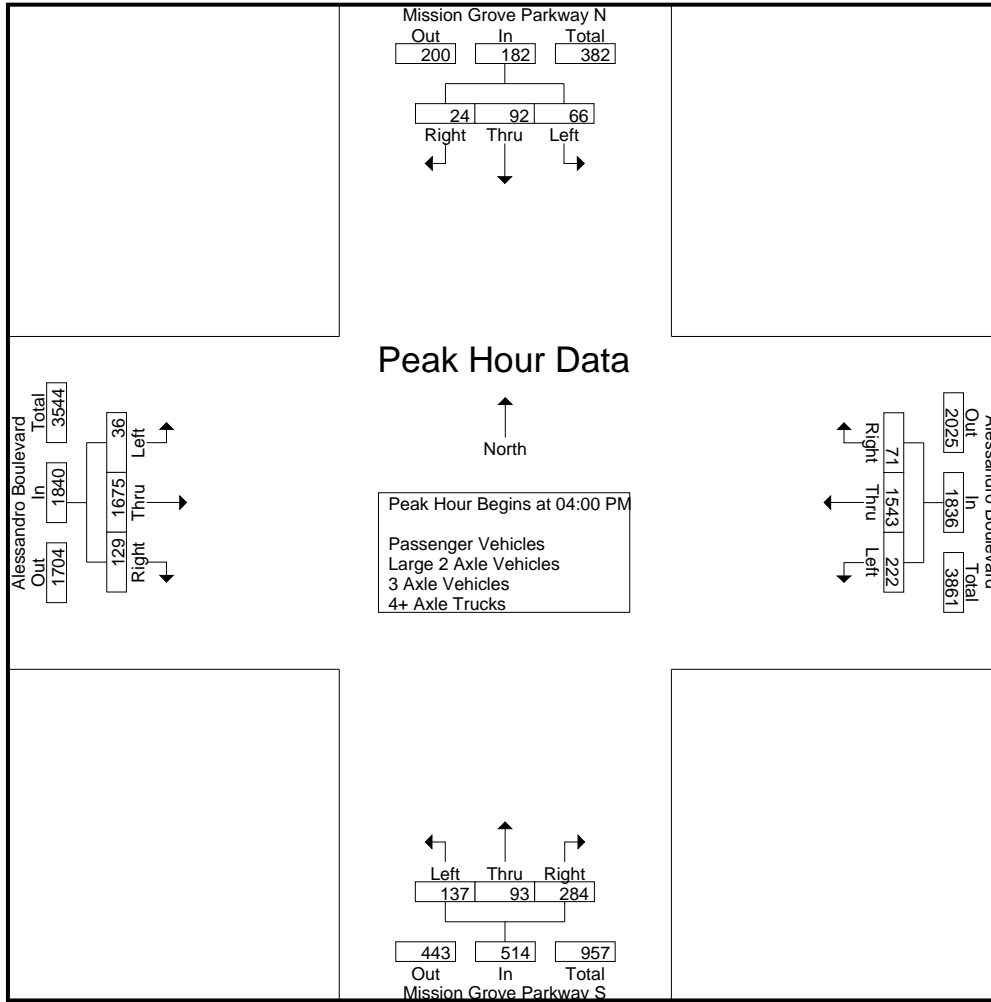 Mission Grove Parkway N
Out In Total
200 182 382
24 92 66
Right Thru Left
Peak Hour Data
North
Peak Hour Begins at 04:00 PM
Passenger Vehicles
Large 2 Axle Vehicles
3 Axle Vehicles
4+ Axle Trucks
Alessandro Boulevard
Out In Total
1704 1840 3544
36 1675 129
Left Thru Right
Alessandro Boulevard
Out In Total
2025 1836 3861
71 1543 222
Right Thru Left
Left Thru Right
137 93 284
443 514 957
Out In Total
Mission Grove Parkway S